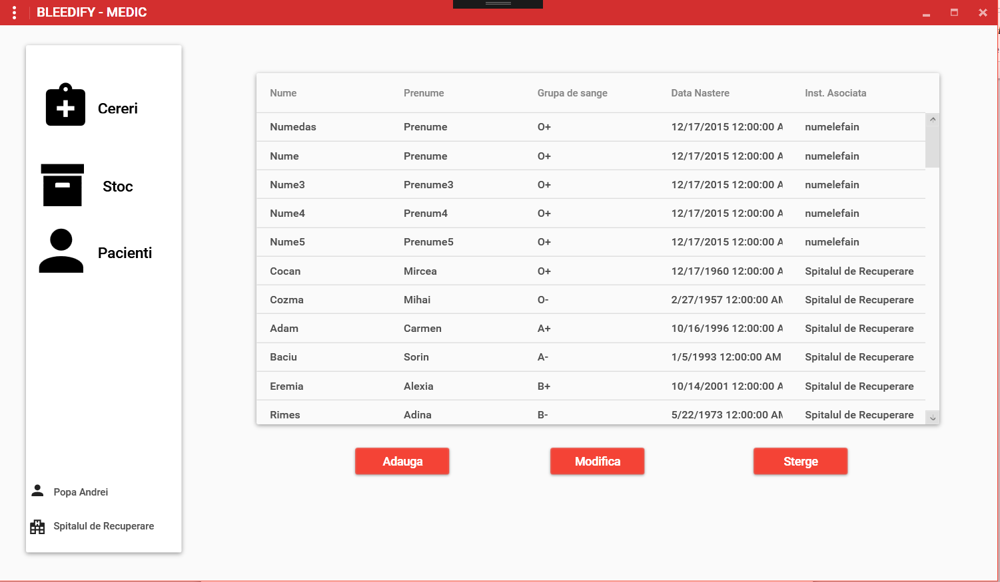 BLEEDIFY - MEDIC
Cereri
Stoc
Pacienti
Popa Andrei
Spitalul de Recuperare
Nume Prenume Grupa de sange Data Nastere Inst. Asociata
Numedas Prenume O+ 12/17/2015 12:00:00 A numelefain
Nume Prenume O+ 12/17/2015 12:00:00 A numelefain
Nume3 Prenume3 O+ 12/17/2015 12:00:00 A numelefain
Nume4 Prenum4 O+ 12/17/2015 12:00:00 A numelefain
Nume5 Prenume5 O+ 12/17/2015 12:00:00 A numelefain
Cocan Mircea O+ 12/17/1960 12:00:00 A Spitalul de Recuperare
Cozma Mihai O- 2/27/1957 12:00:00 AM Spitalul de Recuperare
Adam Carmen A+ 10/16/1996 12:00:00 A Spitalul de Recuperare
Baciu Sorin A- 1/5/1993 12:00:00 AM Spitalul de Recuperare
Eremia Alexia B+ 10/14/2001 12:00:00 A Spitalul de Recuperare
Rimes Adina B- 5/22/1973 12:00:00 AM Spitalul de Recuperare
Adauga Modifica Sterge